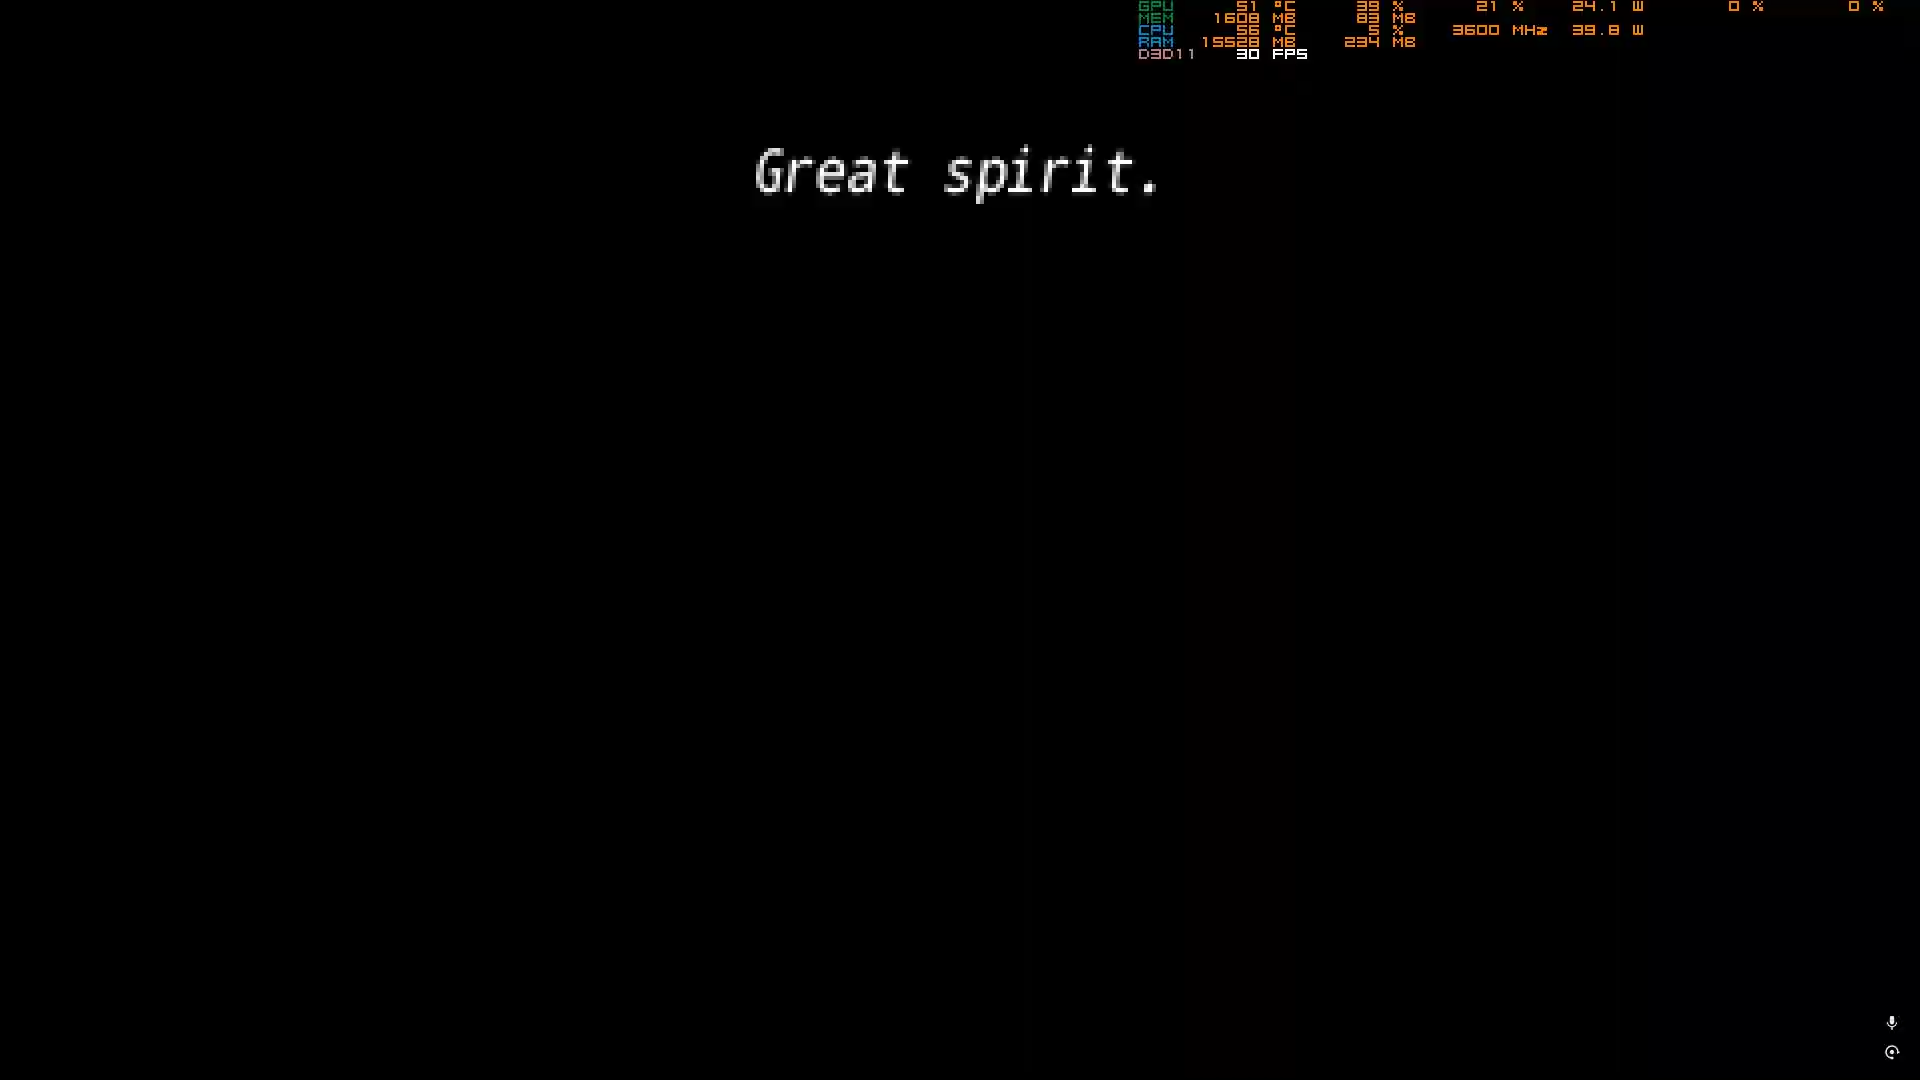 GPU 51 °C 39 % 21 % 24.1 W 0 % 0 %
MEM 1608 MB 83 MB
CPU 56 °C 5 % 3600 MHz 39.8 W
RAM 15528 MB 234 MB
D3D11 30 FPS
Great spirit.